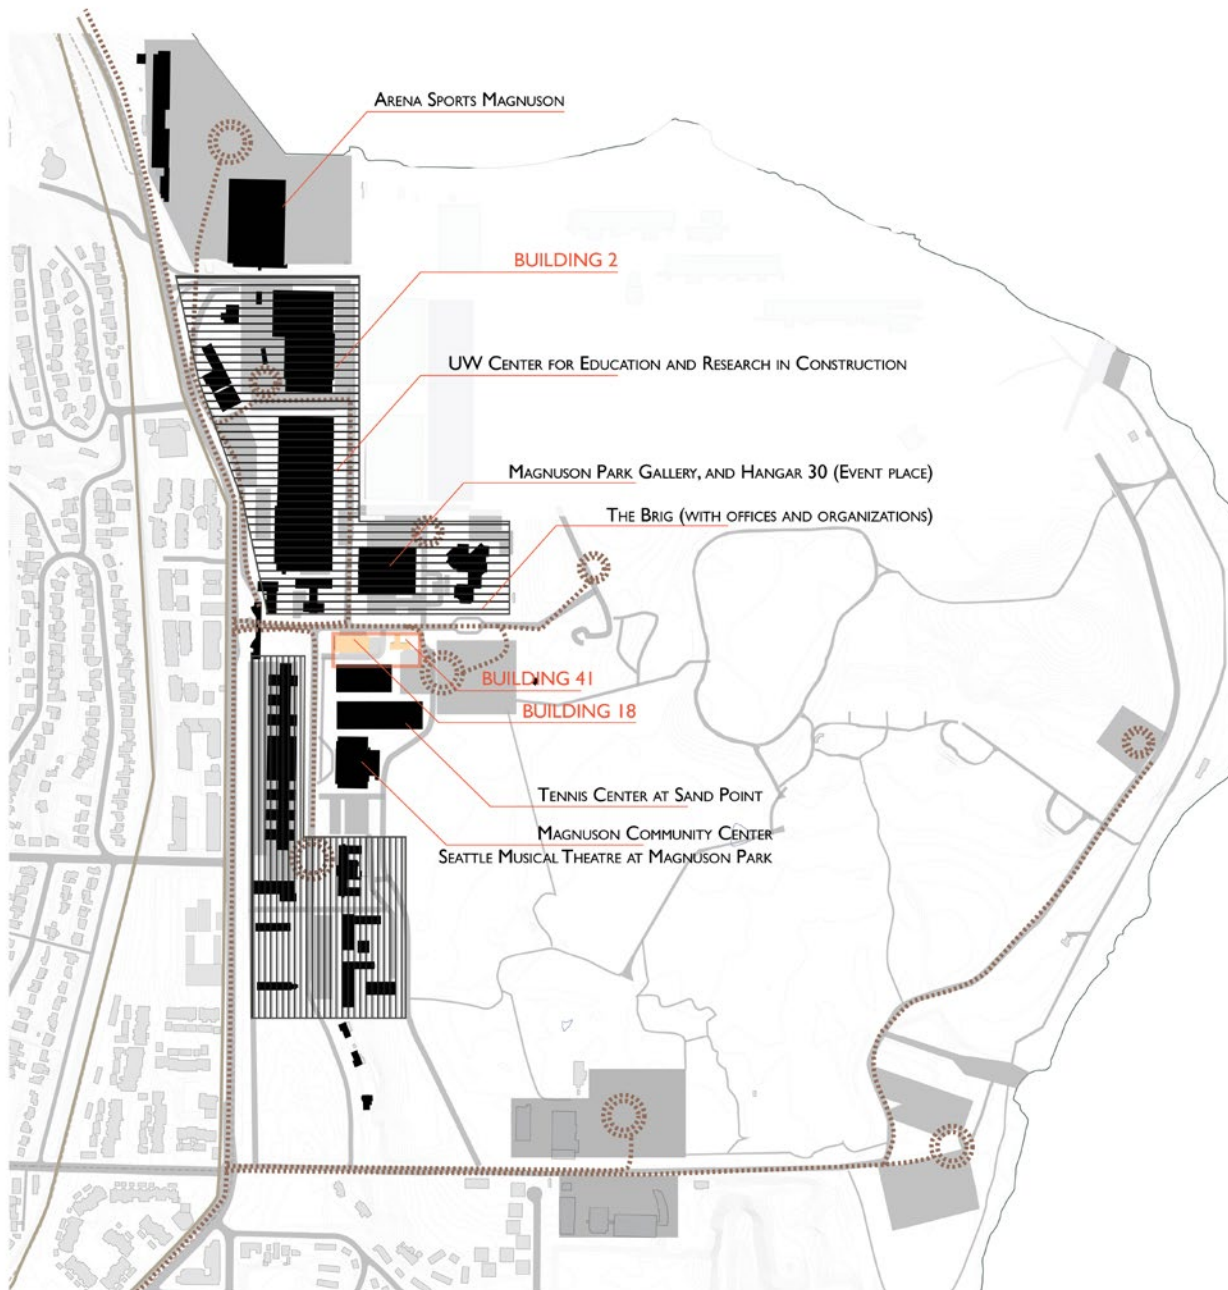 Arena Sports Magnuson
BUILDING 2
UW Center for Education and Research in Construction
Magnuson Park Gallery, and Hangar 30 (Event place)
The Brig (with offices and organizations)
BUILDING 41
BUILDING 18
Tennis Center at Sand Point
Magnuson Community Center
Seattle Musical Theatre at Magnuson Park